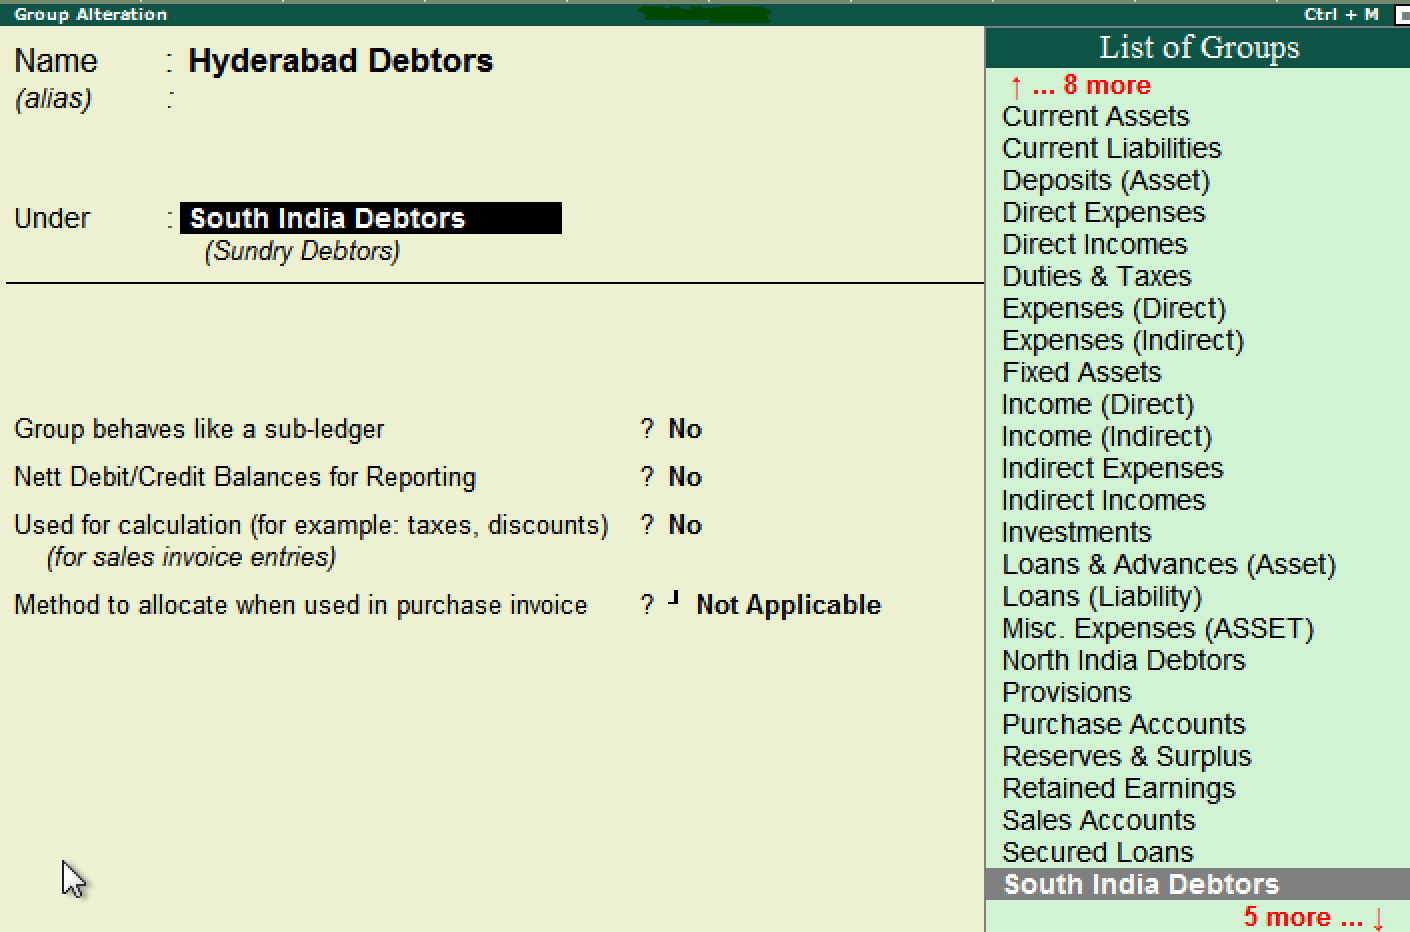 Group Alteration
Ctrl + M
Name : Hyderabad Debtors
(alias) :
Under : South India Debtors
(Sundry Debtors)
Group behaves like a sub-ledger ? No
Nett Debit/Credit Balances for Reporting ? No
Used for calculation (for example: taxes, discounts) ? No
(for sales invoice entries)
Method to allocate when used in purchase invoice ? ┘ Not Applicable
List of Groups
↑ ... 8 more
Current Assets
Current Liabilities
Deposits (Asset)
Direct Expenses
Direct Incomes
Duties & Taxes
Expenses (Direct)
Expenses (Indirect)
Fixed Assets
Income (Direct)
Income (Indirect)
Indirect Expenses
Indirect Incomes
Investments
Loans & Advances (Asset)
Loans (Liability)
Misc. Expenses (ASSET)
North India Debtors
Provisions
Purchase Accounts
Reserves & Surplus
Retained Earnings
Sales Accounts
Secured Loans
South India Debtors
5 more ... ↓